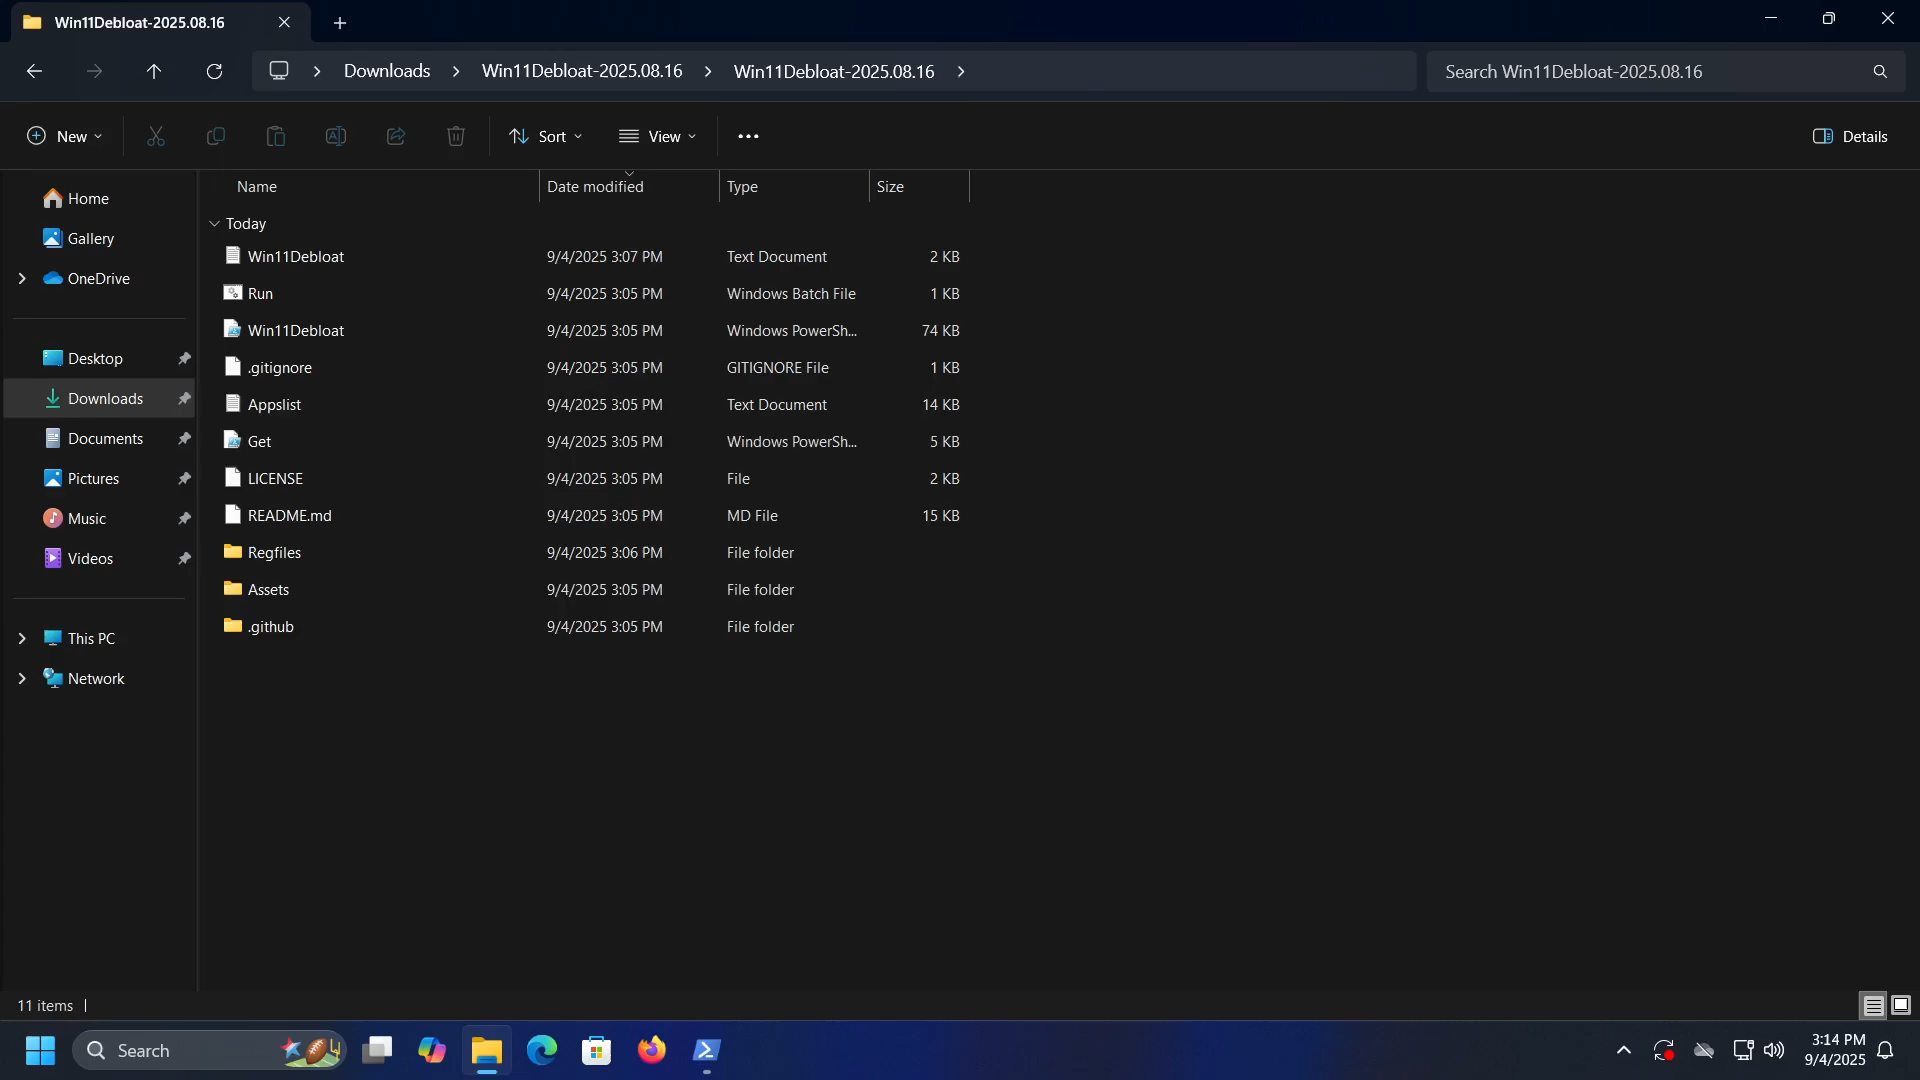 Win11Debloat-2025.08.16
Downloads
Win11Debloat-2025.08.16
Win11Debloat-2025.08.16
Search Win11Debloat-2025.08.16
New
Sort
View
Details
Name Date modified Type Size
Home
Gallery
OneDrive
Desktop
Downloads
Documents
Pictures
Music
Videos
This PC
Network
Today
Win11Debloat 9/4/2025 3:07 PM Text Document 2 KB
Run 9/4/2025 3:05 PM Windows Batch File 1 KB
Win11Debloat 9/4/2025 3:05 PM Windows PowerSh... 74 KB
.gitignore 9/4/2025 3:05 PM GITIGNORE File 1 KB
Appslist 9/4/2025 3:05 PM Text Document 14 KB
Get 9/4/2025 3:05 PM Windows PowerSh... 5 KB
LICENSE 9/4/2025 3:05 PM File 2 KB
README.md 9/4/2025 3:05 PM MD File 15 KB
Regfiles 9/4/2025 3:06 PM File folder
Assets 9/4/2025 3:05 PM File folder
.github 9/4/2025 3:05 PM File folder
11 items
Search
3:14 PM
9/4/2025